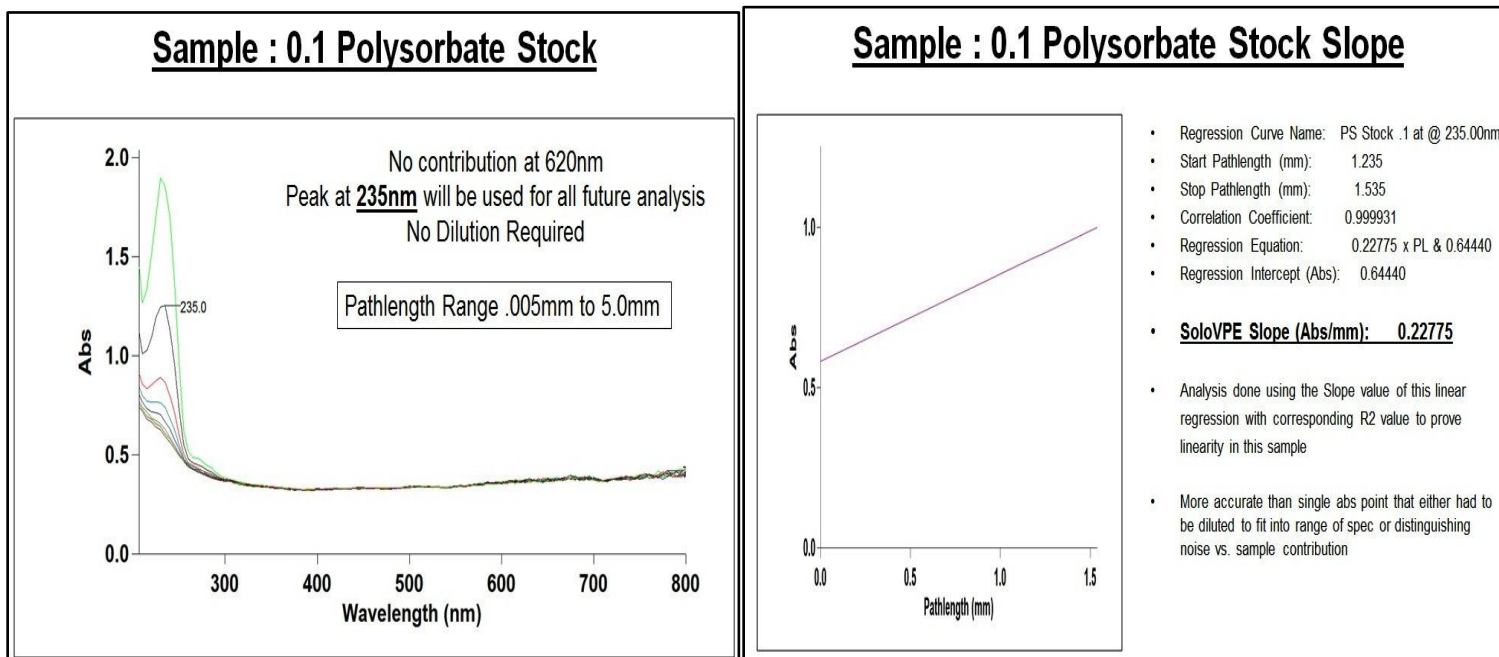 Sample : 0.1 Polysorbate Stock
No contribution at 620nm
Peak at 235nm will be used for all future analysis
No Dilution Required
Pathlength Range .005mm to 5.0mm
235.0
Abs
2.0
1.5
1.0
0.5
0.0
300 400 500 600 700 800
Wavelength (nm)
Sample : 0.1 Polysorbate Stock Slope
Abs
1.0
0.5
0.0
0.0 0.5 1.0 1.5
Pathlength (mm)
• Regression Curve Name: PS Stock .1 at @ 235.00nm
• Start Pathlength (mm): 1.235
• Stop Pathlength (mm): 1.535
• Correlation Coefficient: 0.999931
• Regression Equation: 0.22775 x PL & 0.64440
• Regression Intercept (Abs): 0.64440
• SoloVPE Slope (Abs/mm): 0.22775
• Analysis done using the Slope value of this linear
regression with corresponding R2 value to prove
linearity in this sample
• More accurate than single abs point that either had to
be diluted to fit into range of spec or distinguishing
noise vs. sample contribution